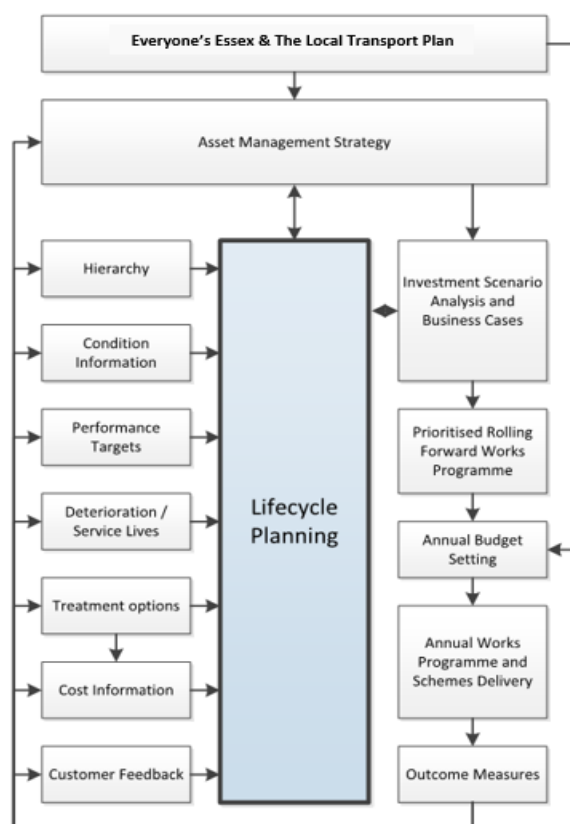 Everyone's Essex & The Local Transport Plan
Asset Management Strategy
Hierarchy
Condition
Information
Performance
Targets
Deterioration /
Service Lives
Treatment options
Cost Information
Customer Feedback
Lifecycle
Planning
Investment Scenario
Analysis and
Business Cases
Prioritised Rolling
Forward Works
Programme
Annual Budget
Setting
Annual Works
Programme and
Schemes Delivery
Outcome Measures